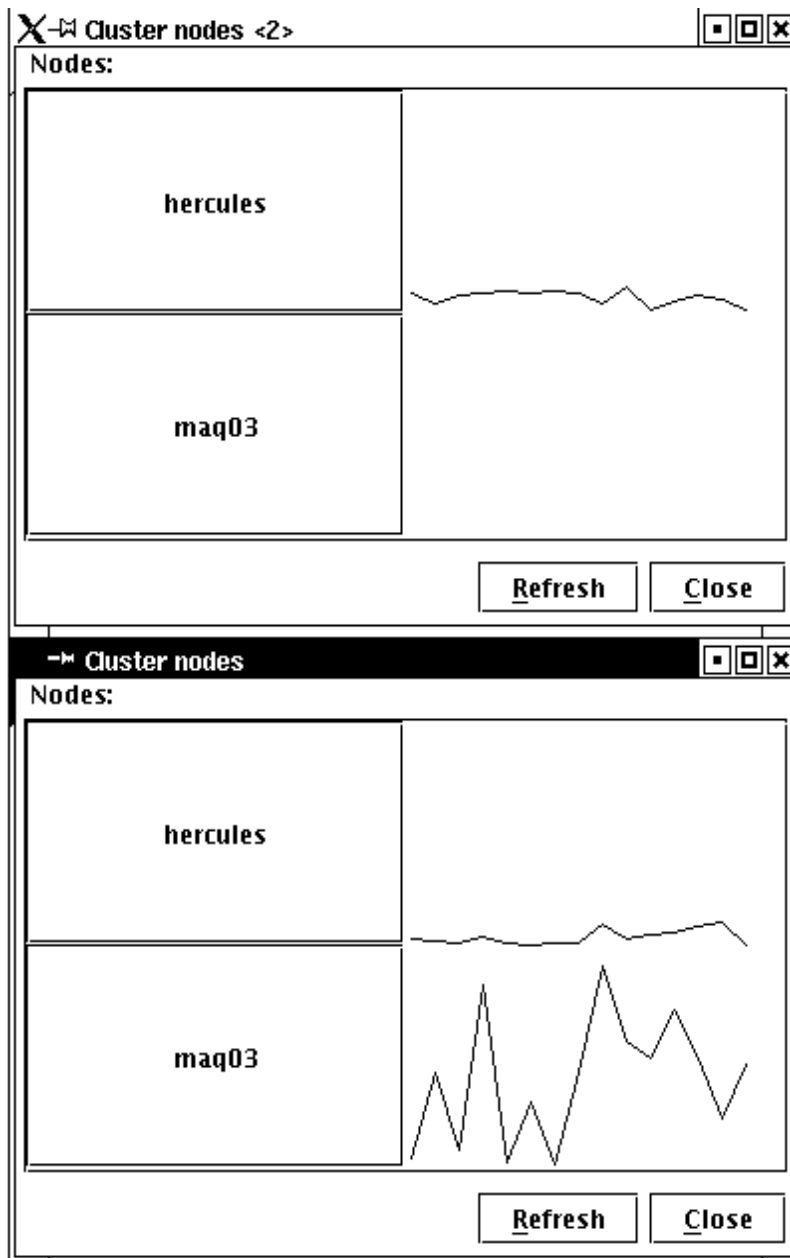 Cluster nodes <2>
Nodes:
hercules
maq03
Refresh Close
Cluster nodes
Nodes:
hercules
maq03
Refresh Close